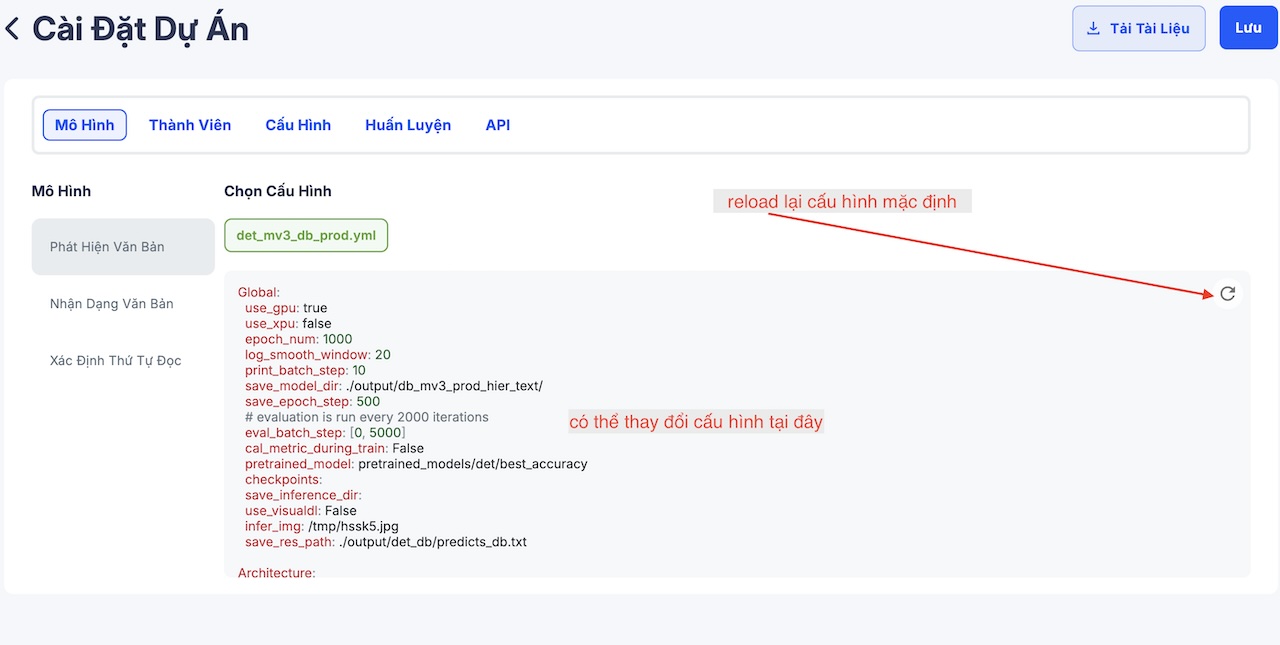 Cài Đặt Dự Án
Tải Tài Liệu
Lưu
Mô Hình
Thành Viên
Cấu Hình
Huấn Luyện
API
Mô Hình
Phát Hiện Văn Bản
Nhận Dạng Văn Bản
Xác Định Thứ Tự Đọc
Chọn Cấu Hình
det_mv3_db_prod.yml
reload lại cấu hình mặc định
Global:
use_gpu: true
use_xpu: false
epoch_num: 1000
log_smooth_window: 20
print_batch_step: 10
save_model_dir: ./output/db_mv3_prod_hier_text/
save_epoch_step: 500
# evaluation is run every 2000 iterations
eval_batch_step: [0, 5000]
cal_metric_during_train: False
pretrained_model: pretrained_models/det/best_accuracy
checkpoints:
save_inference_dir:
use_visualdl: False
infer_img: /tmp/hssk5.jpg
save_res_path: ./output/det_db/predicts_db.txt
Architecture:
có thể thay đổi cấu hình tại đây